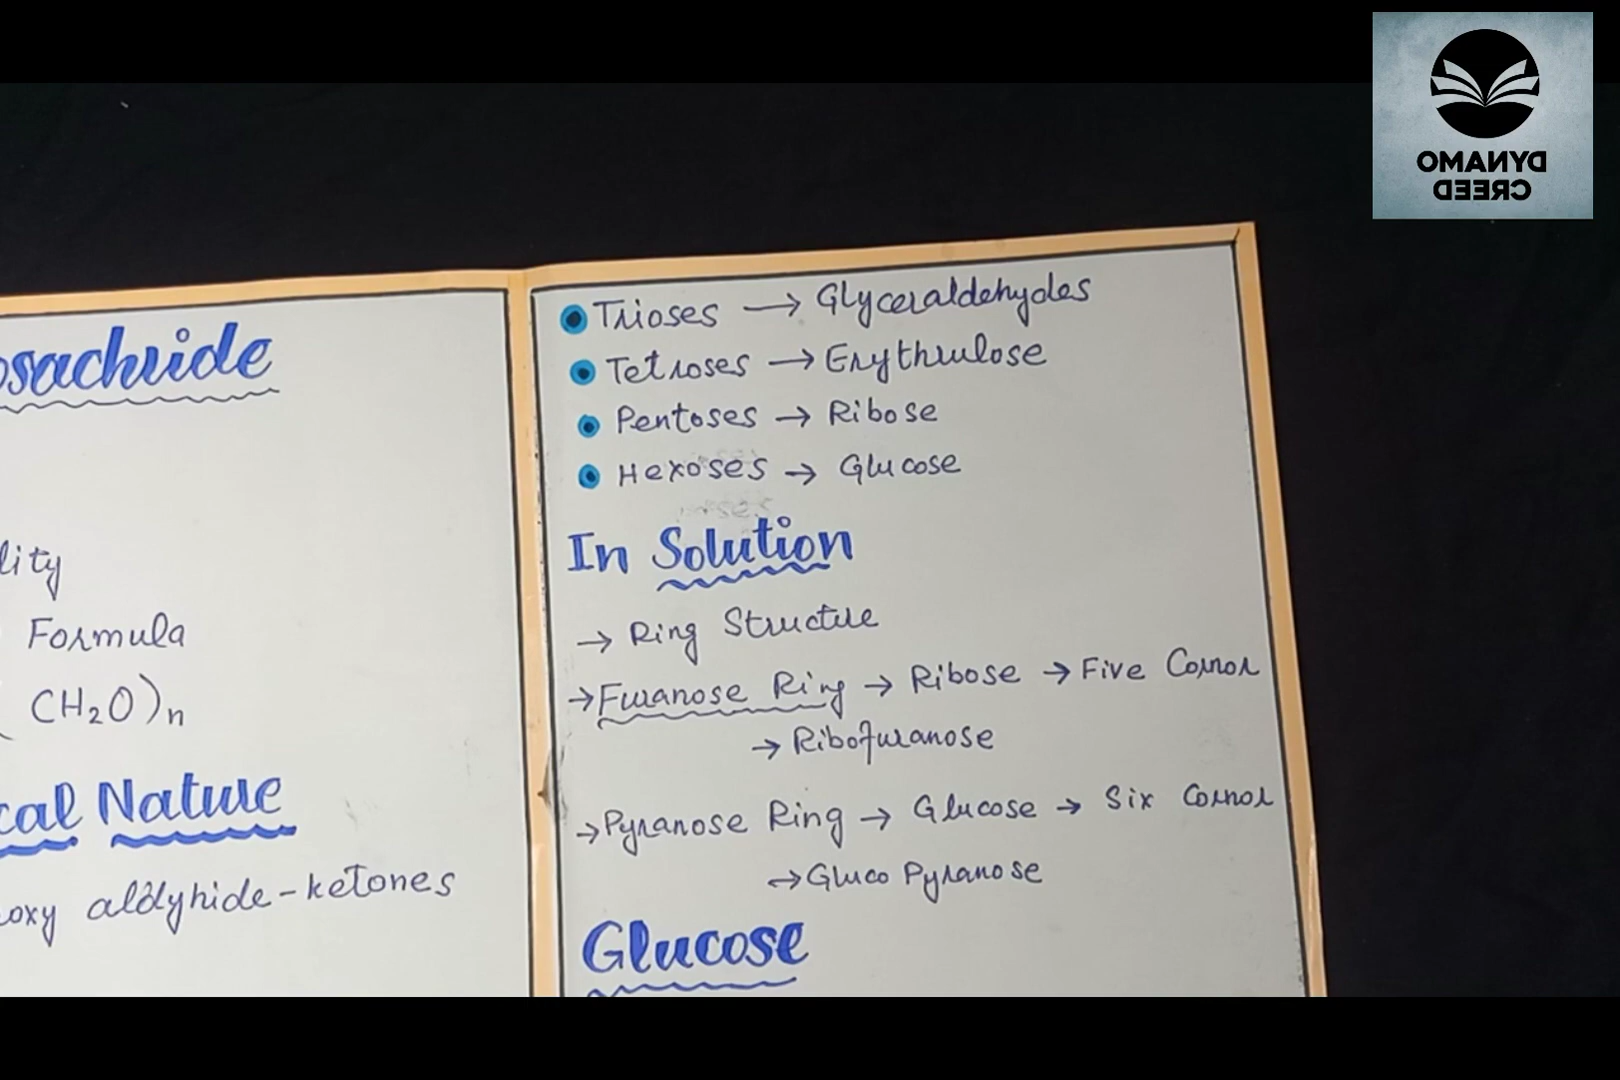 osachride
lity
Formula
CH2O)n
cal Nature
oxy aldyhide-ketones
Trioses → Glyceraldehydes
Tetroses → Erythrulose
Pentoses → Ribose
Hexoses → Glucose
In Solution
→ Ring Structure
→ Furanose Ring → Ribose → Five Cornor
→ Ribofuranose
→ Pyranose Ring → Glucose → Six Cornor
→ Gluco Pyranose
Glucose
DYNAMO
CREED